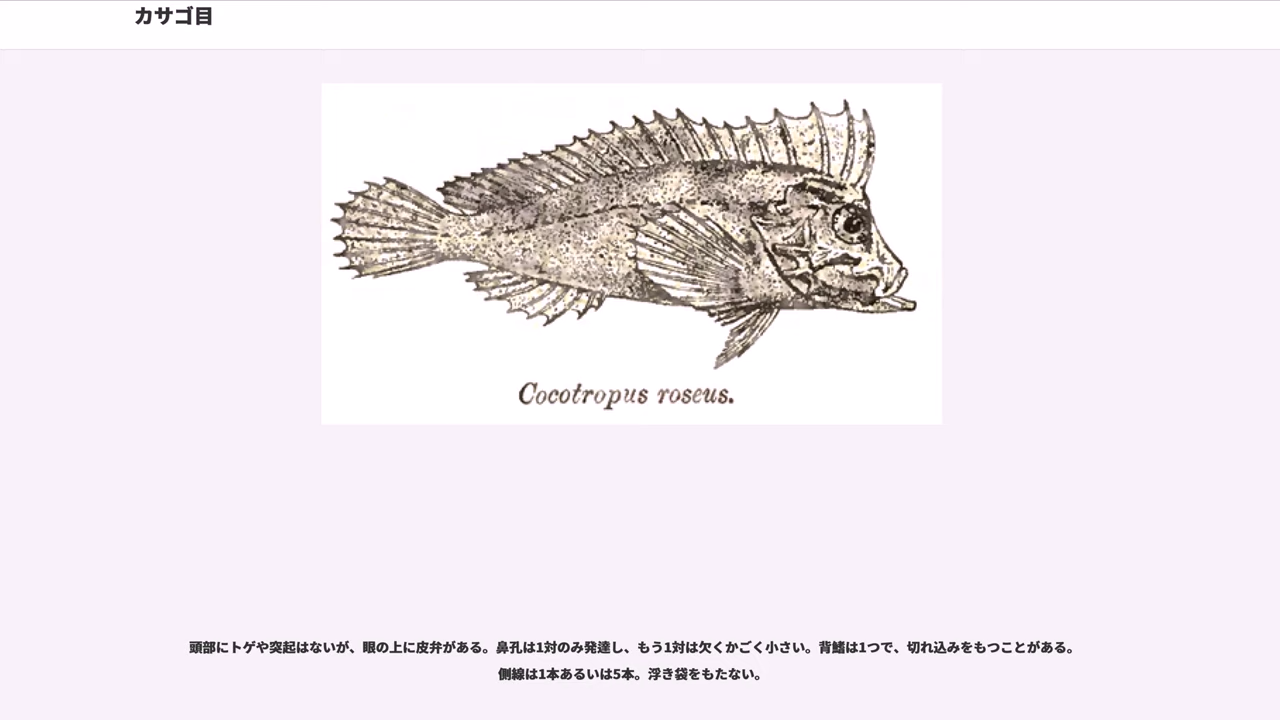 カサゴ目
Cocotropus roseus.
頭部にトゲや突起はないが、眼の上に皮弁がある。鼻孔は1対のみ発達し、もう1対は欠くかごく小さい。背鰭は1つで、切れ込みをもつことがある。
側線は1本あるいは5本。浮き袋をもたない。